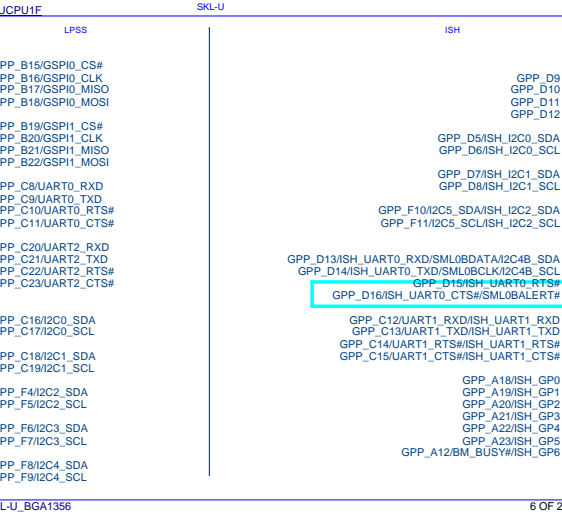 UCPU1F
SKL-U
LPSS
ISH
PP_B15/GSPI0_CS#
PP_B16/GSPI0_CLK
PP_B17/GSPI0_MISO
PP_B18/GSPI0_MOSI
PP_B19/GSPI1_CS#
PP_B20/GSPI1_CLK
PP_B21/GSPI1_MISO
PP_B22/GSPI1_MOSI
PP_C8/UART0_RXD
PP_C9/UART0_TXD
PP_C10/UART0_RTS#
PP_C11/UART0_CTS#
PP_C20/UART2_RXD
PP_C21/UART2_TXD
PP_C22/UART2_RTS#
PP_C23/UART2_CTS#
PP_C16/I2C0_SDA
PP_C17/I2C0_SCL
PP_C18/I2C1_SDA
PP_C19/I2C1_SCL
PP_F4/I2C2_SDA
PP_F5/I2C2_SCL
PP_F6/I2C3_SDA
PP_F7/I2C3_SCL
PP_F8/I2C4_SDA
PP_F9/I2C4_SCL
GPP_D9
GPP_D10
GPP_D11
GPP_D12
GPP_D5/ISH_I2C0_SDA
GPP_D6/ISH_I2C0_SCL
GPP_D7/ISH_I2C1_SDA
GPP_D8/ISH_I2C1_SCL
GPP_F10/I2C5_SDA/ISH_I2C2_SDA
GPP_F11/I2C5_SCL/ISH_I2C2_SCL
GPP_D13/ISH_UART0_RXD/SML0BDATA/I2C4B_SDA
GPP_D14/ISH_UART0_TXD/SML0BCLK/I2C4B_SCL
GPP_D15/ISH_UART0_RTS#
GPP_D16/ISH_UART0_CTS#/SML0BALERT#
GPP_C12/UART1_RXD/ISH_UART1_RXD
GPP_C13/UART1_TXD/ISH_UART1_TXD
GPP_C14/UART1_RTS#/ISH_UART1_RTS#
GPP_C15/UART1_CTS#/ISH_UART1_CTS#
GPP_A18/ISH_GP0
GPP_A19/ISH_GP1
GPP_A20/ISH_GP2
GPP_A21/ISH_GP3
GPP_A22/ISH_GP4
GPP_A23/ISH_GP5
GPP_A12/BM_BUSY#/ISH_GP6
L-U_BGA1356
6 OF 2